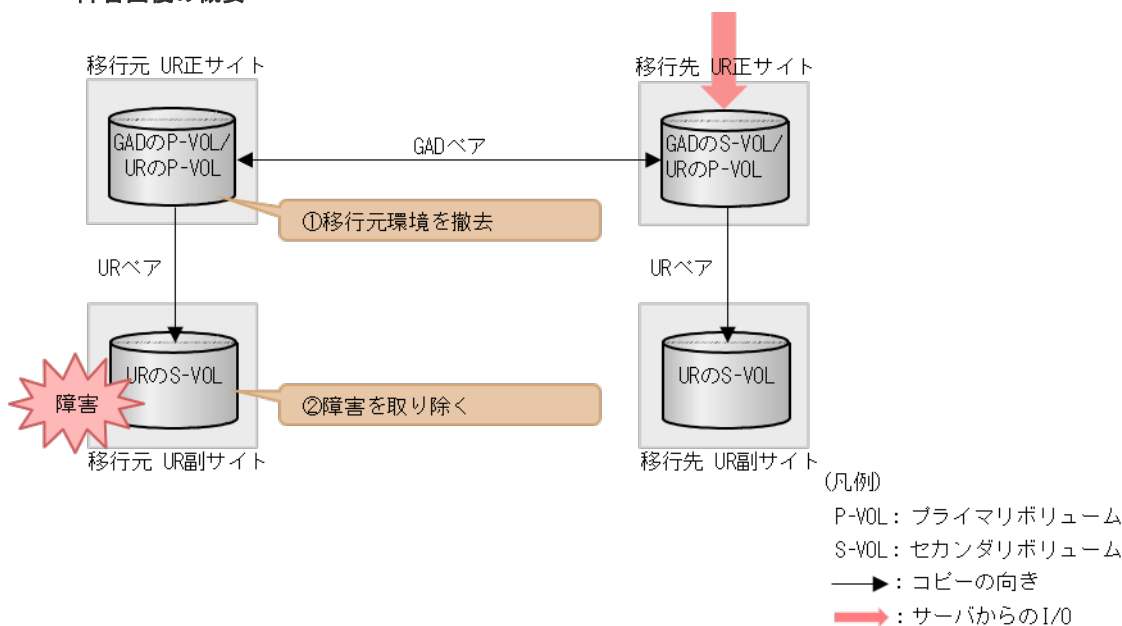 移行元 UR正サイト
移行先 UR正サイト
GADのP-VOL/
URのP-VOL
GADペア
GADのS-VOL/
URのP-VOL
①移行元環境を撤去
URペア
URペア
URのS-VOL
障害
②障害を取り除く
URのS-VOL
移行元 UR副サイト
移行先 UR副サイト
(凡例)
P-VOL：プライマリボリューム
S-VOL：セカンダリボリューム
：コピーの向き
：サーバからのI/O